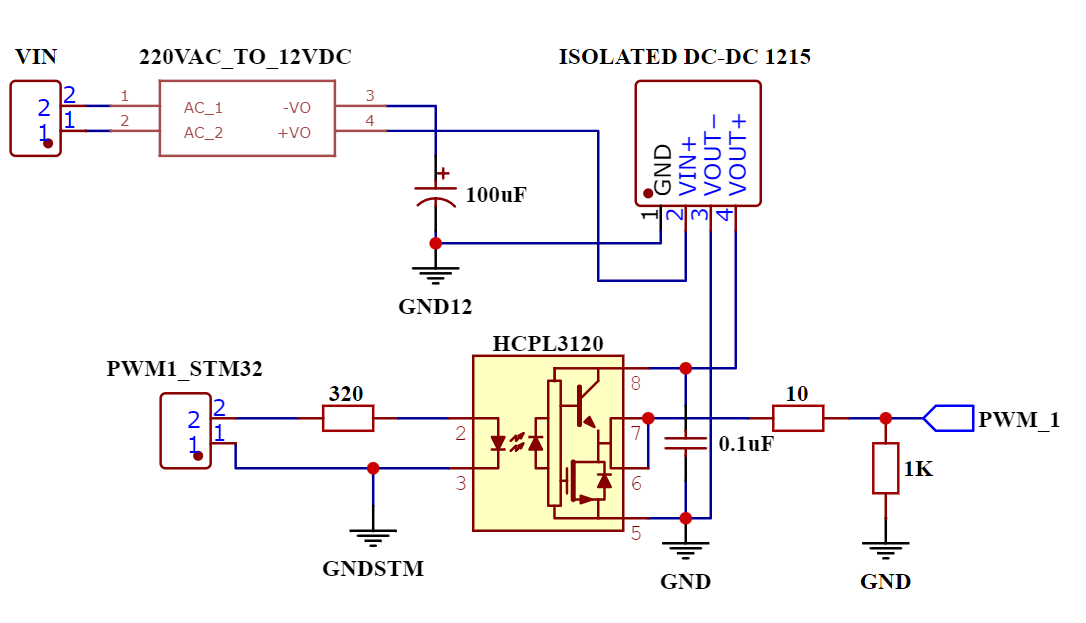 VIN
220VAC_TO_12VDC
ISOLATED DC-DC 1215
2
1
2
1
1
2
AC_1
AC_2
-VO
+VO
3
4
GND
VIN+
VOUT-
VOUT+
1
2
3
4
+
100uF
GND12
PWM1_STM32
2
1
2
1
320
HCPL3120
2
3
8
7
6
5
0.1uF
10
PWM_1
1K
GNDSTM
GND
GND